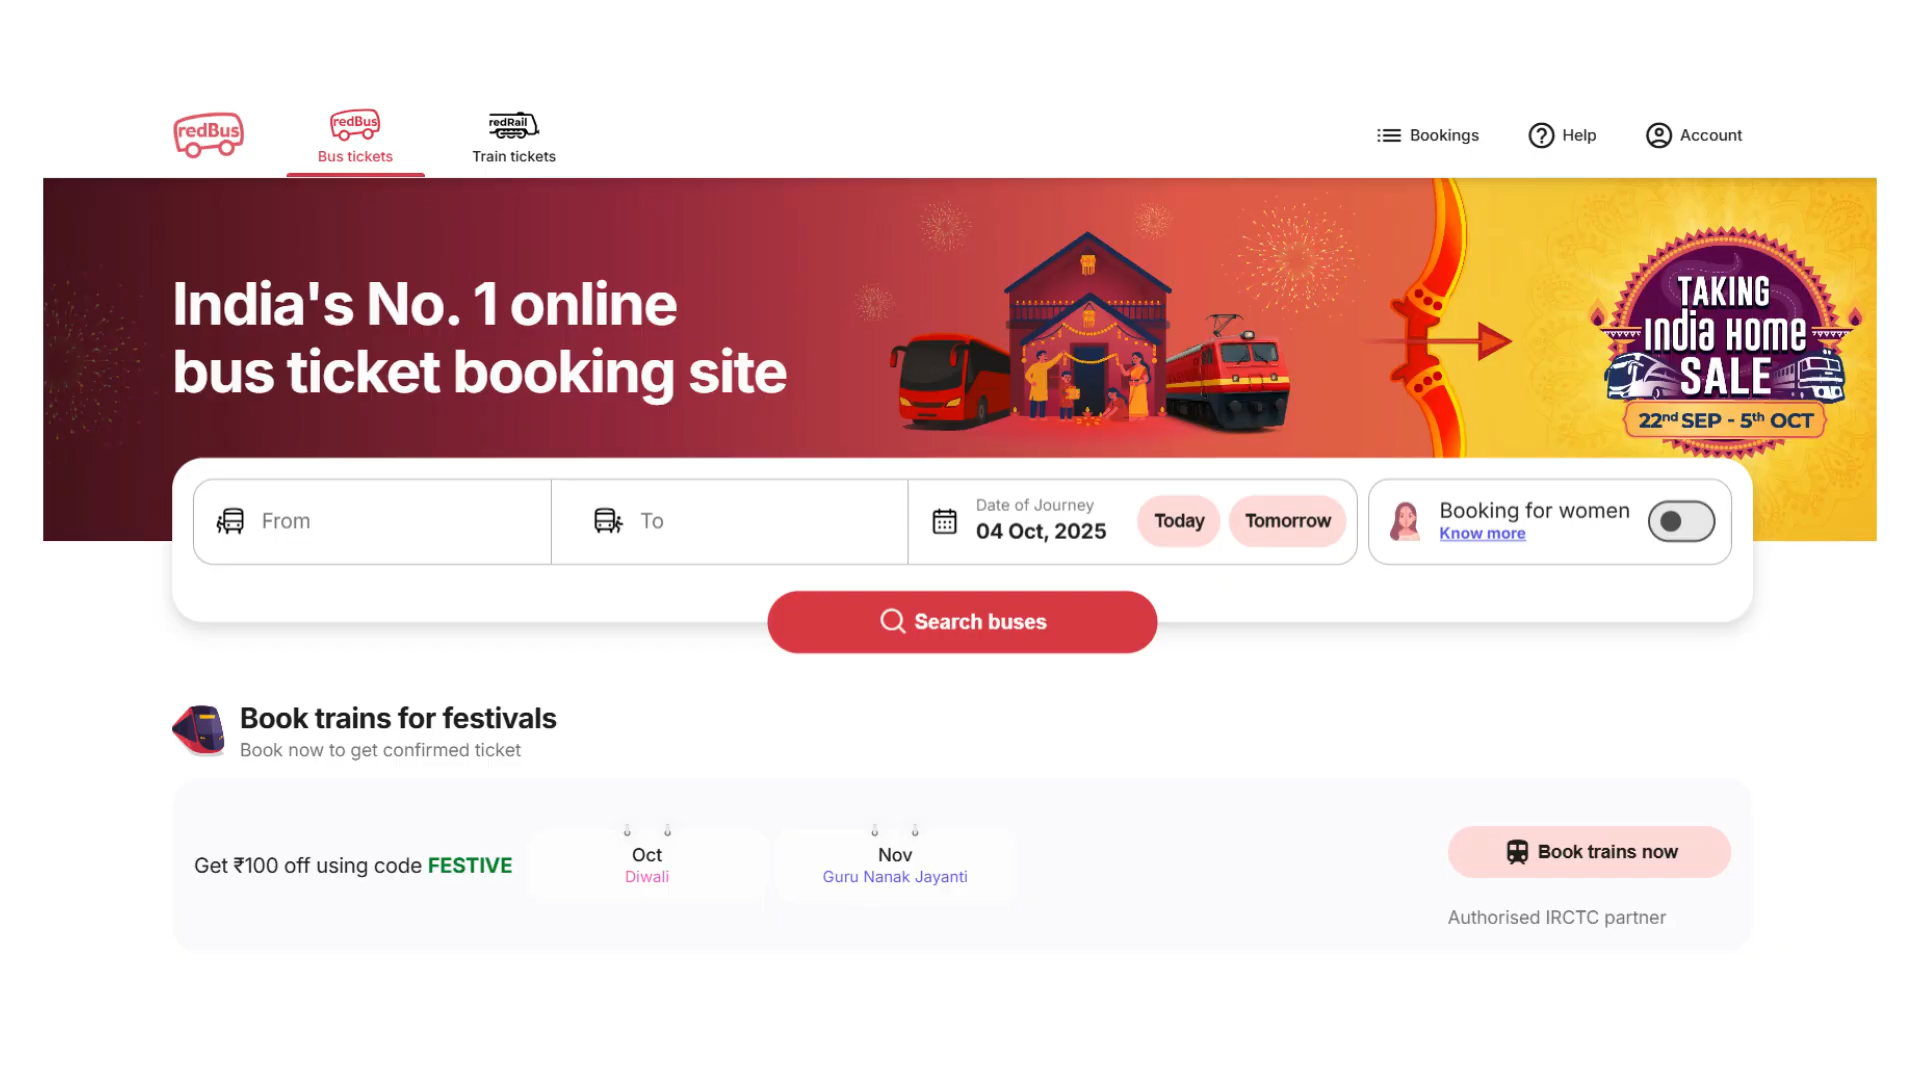 redBus
redBus
Bus tickets
redRail
Train tickets
Bookings
Help
Account
India's No. 1 online
bus ticket booking site
TAKING
India HOME
SALE
22nd SEP - 5th OCT
From
To
Date of Journey
04 Oct, 2025
Today
Tomorrow
Booking for women
Know more
Search buses
Book trains for festivals
Book now to get confirmed ticket
Get ₹100 off using code FESTIVE
Oct
Diwali
Nov
Guru Nanak Jayanti
Book trains now
Authorised IRCTC partner